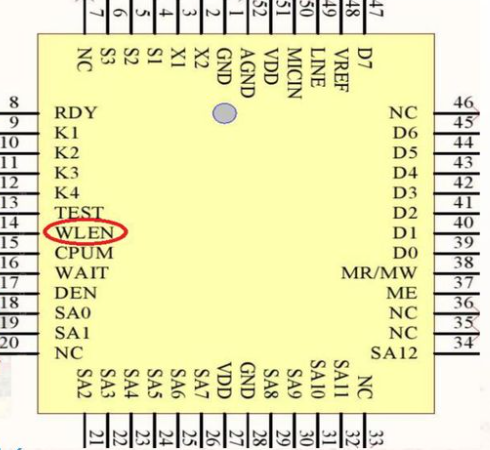 7 6 5 4 3 2 1 52 51 50 49 48 47
NC S3 S2 S1 X1 X2 GND AGND VDD MICIN LINE VREF D7
8 RDY NC 46
9 K1 D6 45
10 K2 D5 44
11 K3 D4 43
12 K4 D3 42
13 TEST D2 41
14 WLEN D1 40
15 CPUM D0 39
16 WAIT MR/MW 38
17 DEN ME 37
18 SA0 NC 36
19 SA1 NC 35
20 NC SA12 34
SA2 SA3 SA4 SA5 SA6 SA7 VDD GND SA8 SA9 SA10 SA11 NC
21 22 23 24 25 26 27 28 29 30 31 32 33